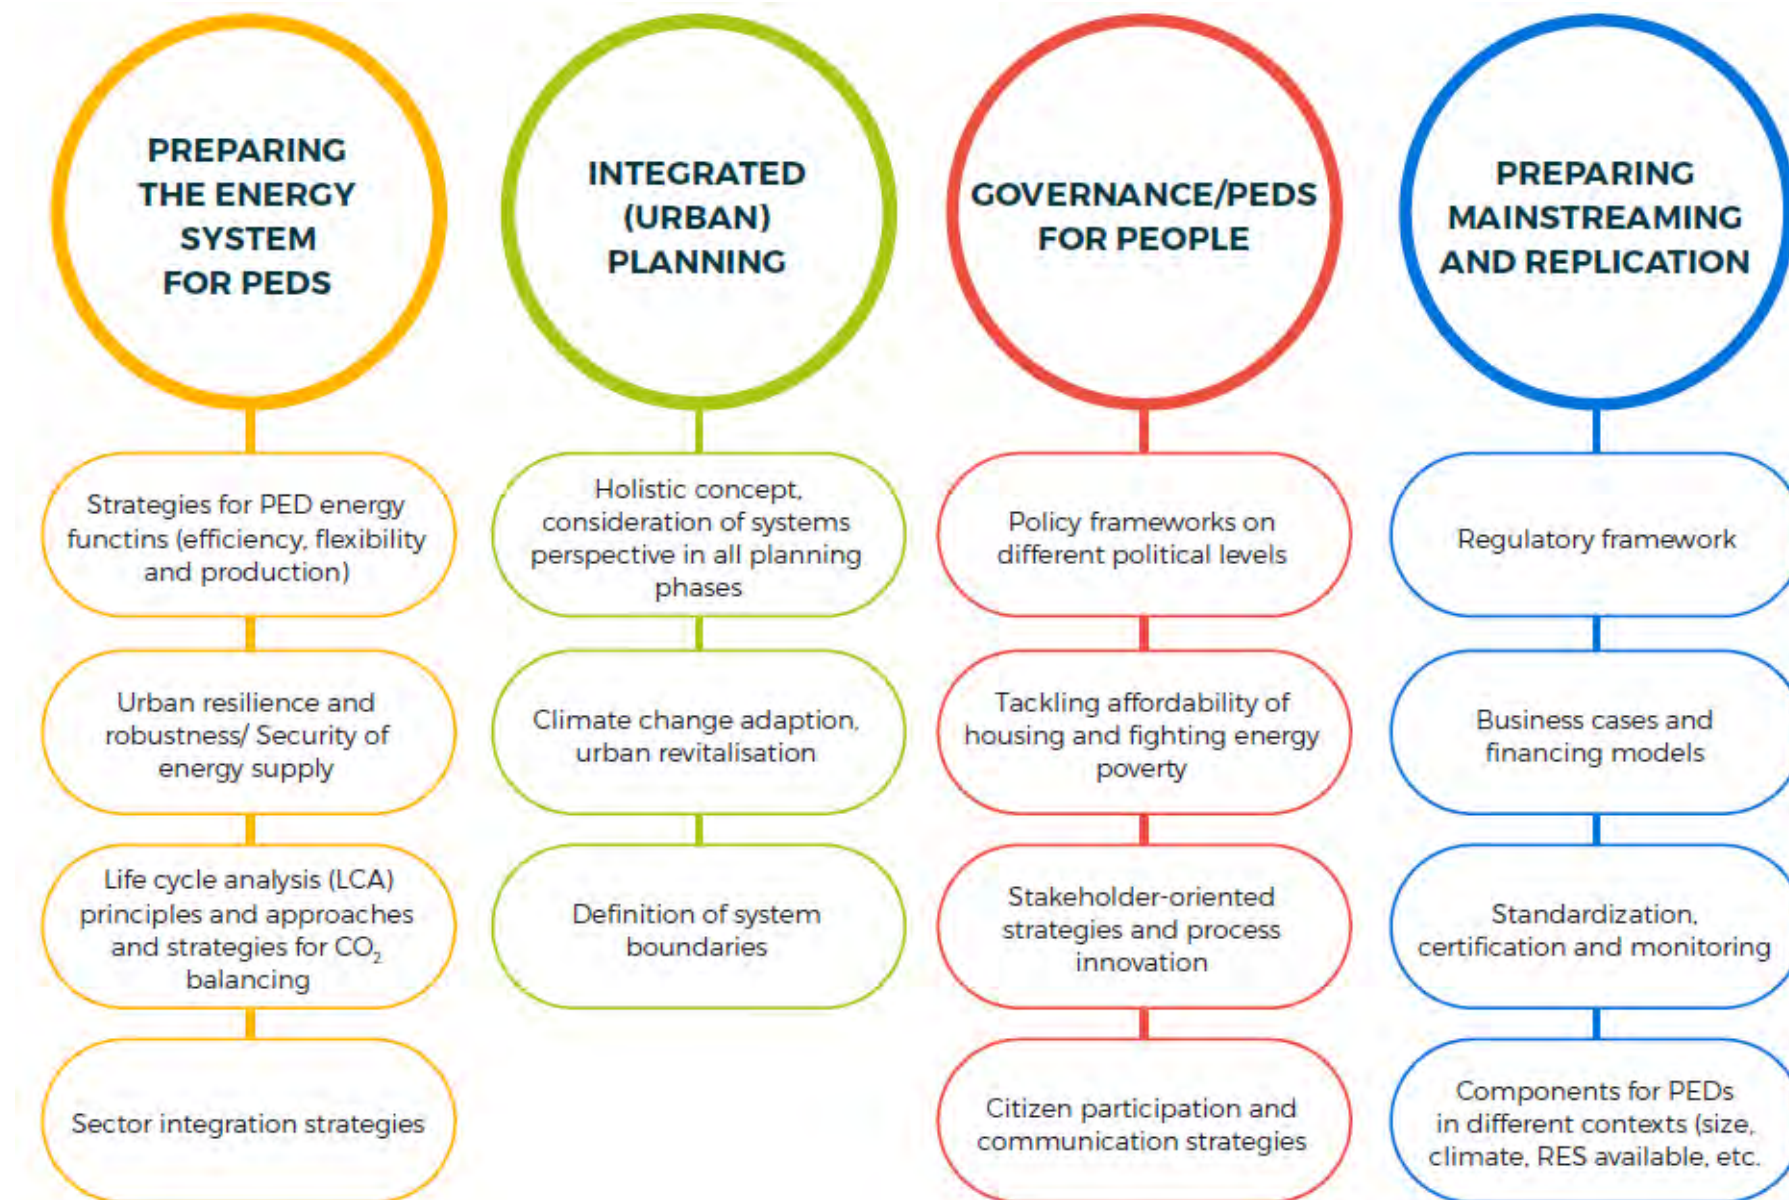 PREPARING
THE ENERGY
SYSTEM
FOR PEDS
Strategies for PED energy
functins (efficiency, flexibility
and production)
Urban resilience and
robustness/ Security of
energy supply
Life cycle analysis (LCA)
principles and approaches
and strategies for CO₂
balancing
Sector integration strategies
INTEGRATED
(URBAN)
PLANNING
Holistic concept,
consideration of systems
perspective in all planning
phases
Climate change adaption,
urban revitalisation
Definition of system
boundaries
GOVERNANCE/PEDS
FOR PEOPLE
Policy frameworks on
different political levels
Tackling affordability of
housing and fighting energy
poverty
Stakeholder-oriented
strategies and process
innovation
Citizen participation and
communication strategies
PREPARING
MAINSTREAMING
AND REPLICATION
Regulatory framework
Business cases and
financing models
Standardization,
certification and monitoring
Components for PEDs
in different contexts (size,
climate, RES available, etc.